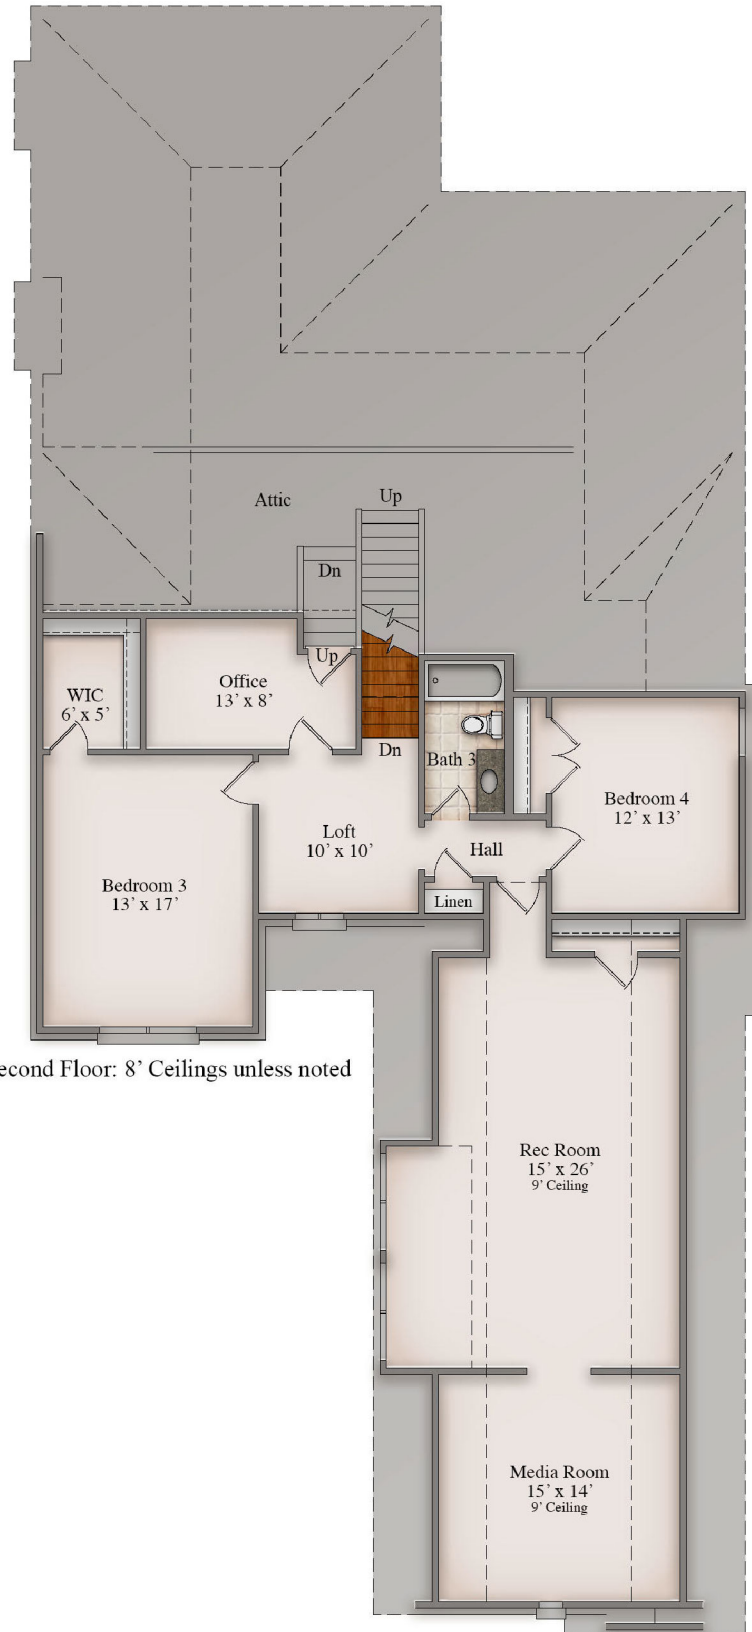 Attic
Up
Dn
Up
Office
13’ x 8’
WIC
6’ x 5’
Dn
Bath 3
Bedroom 4
12’ x 13’
Loft
10’ x 10’
Hall
Bedroom 3
13’ x 17’
Linen
econd Floor: 8’ Ceilings unless noted
Rec Room
15’ x 26’
9’ Ceiling
Media Room
15’ x 14’
9’ Ceiling